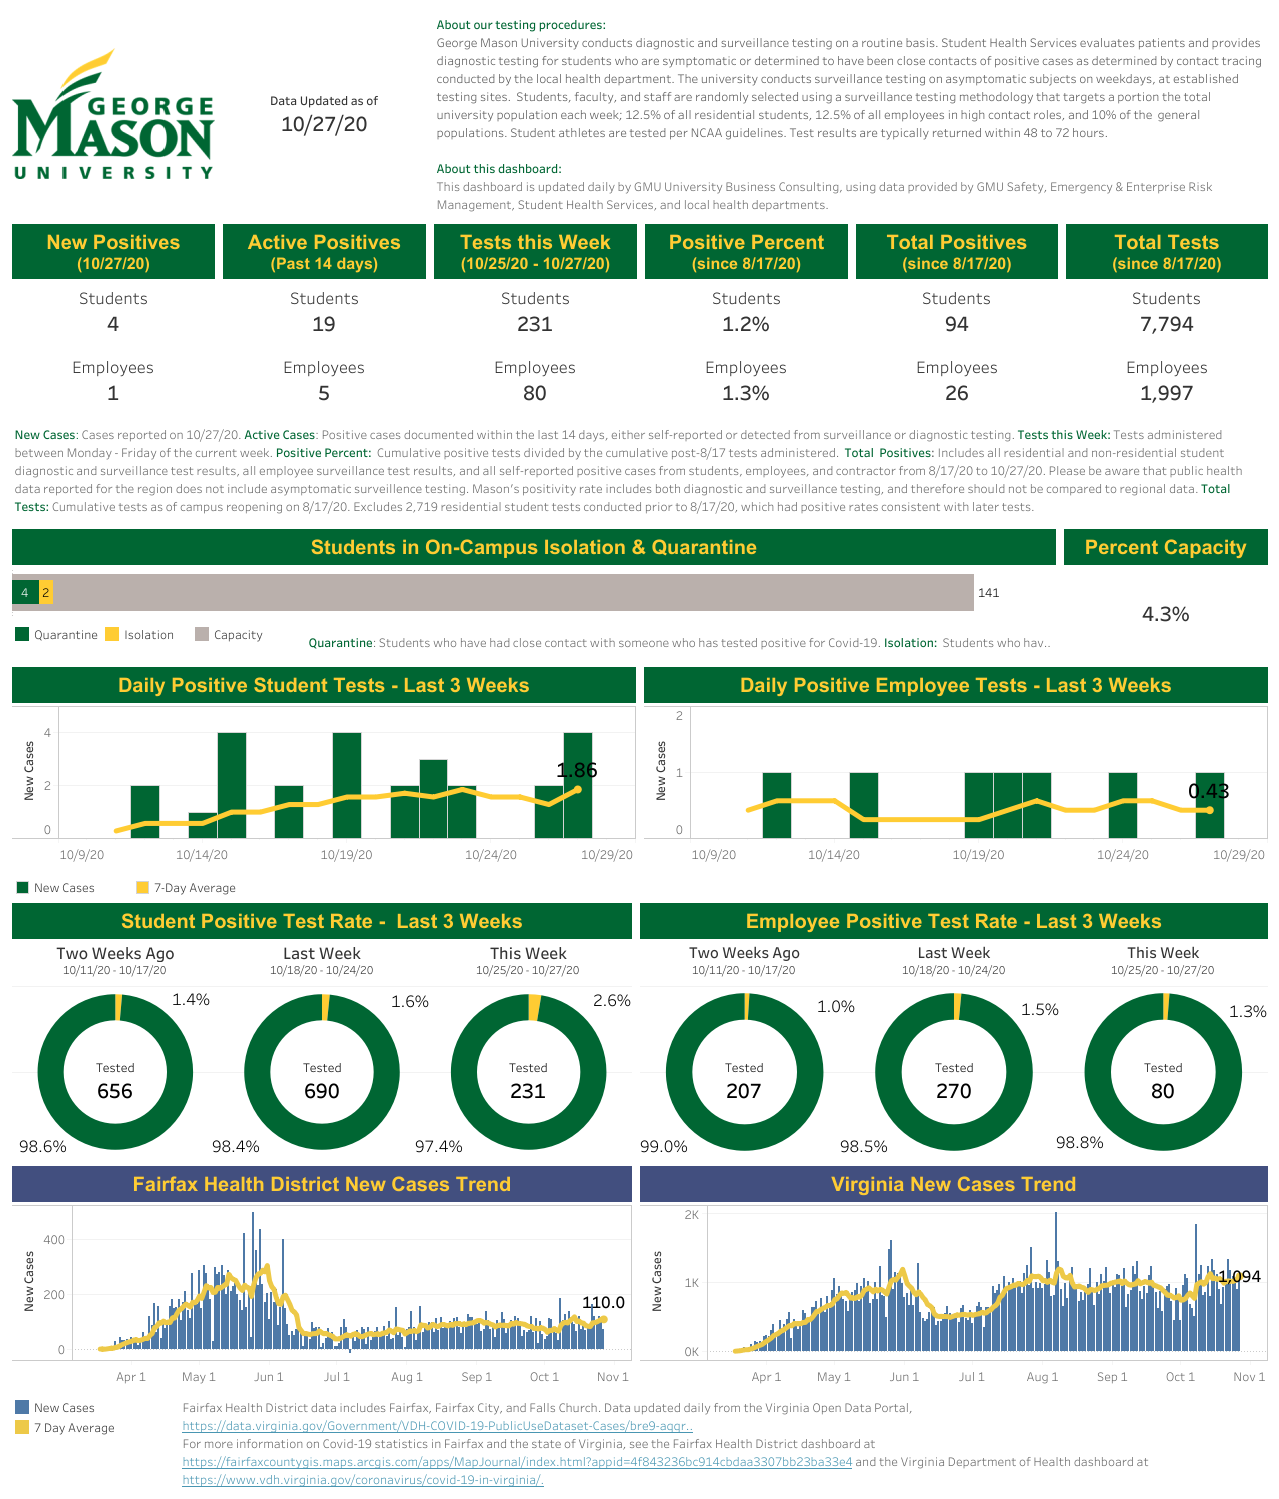 About our testing procedures:
George Mason University conducts diagnostic and surveillance testing on a routine basis. Student Health Services evaluates patients and provides
diagnostic testing for students who are symptomatic or determined to have been close contacts of positive cases as determined by contact tracing
conducted by the local health department. The university conducts surveillance testing on asymptomatic subjects on weekdays, at established
testing sites. Students, faculty, and staff are randomly selected using a surveillance testing methodology that targets a portion the total
university population each week; 12.5% of all residential students, 12.5% of all employees in high contact roles, and 10% of the general
populations. Student athletes are tested per NCAA guidelines. Test results are typically returned within 48 to 72 hours.
GEORGE
MASON
UNIVERSITY
Data Updated as of
10/27/20
About this dashboard:
This dashboard is updated daily by GMU University Business Consulting, using data provided by GMU Safety, Emergency & Enterprise Risk
Management, Student Health Services, and local health departments.
New Positives
(10/27/20)
Students
4
Employees
1
Active Positives
(Past 14 days)
Students
19
Employees
5
Tests this Week
(10/25/20 - 10/27/20)
Students
231
Employees
80
Positive Percent
(since 8/17/20)
Students
1.2%
Employees
1.3%
Total Positives
(since 8/17/20)
Students
94
Employees
26
Total Tests
(since 8/17/20)
Students
7,794
Employees
1,997
New Cases: Cases reported on 10/27/20. Active Cases: Positive cases documented within the last 14 days, either self-reported or detected from surveillance or diagnostic testing. Tests this Week: Tests administered
between Monday - Friday of the current week. Positive Percent: Cumulative positive tests divided by the cumulative post-8/17 tests administered. Total Positives: Includes all residential and non-residential student
diagnostic and surveillance test results, all employee surveillance test results, and all self-reported positive cases from students, employees, and contractor from 8/17/20 to 10/27/20. Please be aware that public health
data reported for the region does not include asymptomatic surveillence testing. Mason's positivity rate includes both diagnostic and surveillance testing, and therefore should not be compared to regional data. Total
Tests: Cumulative tests as of campus reopening on 8/17/20. Excludes 2,719 residential student tests conducted prior to 8/17/20, which had positive rates consistent with later tests.
Students in On-Campus Isolation & Quarantine
4 2 141
Quarantine Isolation Capacity
Quarantine: Students who have had close contact with someone who has tested positive for Covid-19. Isolation: Students who hav..
Percent Capacity
4.3%
Daily Positive Student Tests - Last 3 Weeks
New Cases
4
2
0
1.86
10/9/20 10/14/20 10/19/20 10/24/20 10/29/20
New Cases 7-Day Average
Daily Positive Employee Tests - Last 3 Weeks
New Cases
2
1
0
0.43
10/9/20 10/14/20 10/19/20 10/24/20 10/29/20
Student Positive Test Rate - Last 3 Weeks
Two Weeks Ago
10/11/20 - 10/17/20
1.4%
Tested
656
98.6%
Last Week
10/18/20 - 10/24/20
1.6%
Tested
690
98.4%
This Week
10/25/20 - 10/27/20
2.6%
Tested
231
97.4%
Employee Positive Test Rate - Last 3 Weeks
Two Weeks Ago
10/11/20 - 10/17/20
1.0%
Tested
207
99.0%
Last Week
10/18/20 - 10/24/20
1.5%
Tested
270
98.5%
This Week
10/25/20 - 10/27/20
1.3%
Tested
80
98.8%
Fairfax Health District New Cases Trend
New Cases
400
200
0
110.0
Apr 1 May 1 Jun 1 Jul 1 Aug 1 Sep 1 Oct 1 Nov 1
Virginia New Cases Trend
New Cases
2K
1K
0K
1,094
Apr 1 May 1 Jun 1 Jul 1 Aug 1 Sep 1 Oct 1 Nov 1
New Cases
7 Day Average
Fairfax Health District data includes Fairfax, Fairfax City, and Falls Church. Data updated daily from the Virginia Open Data Portal,
https://data.virginia.gov/Government/VDH-COVID-19-PublicUseDataset-Cases/bre9-aqqr..
For more information on Covid-19 statistics in Fairfax and the state of Virginia, see the Fairfax Health District dashboard at
https://fairfaxcountygis.maps.arcgis.com/apps/MapJournal/index.html?appid=4f843236bc914cbdaa3307bb23ba33e4 and the Virginia Department of Health dashboard at
https://www.vdh.virginia.gov/coronavirus/covid-19-in-virginia/.